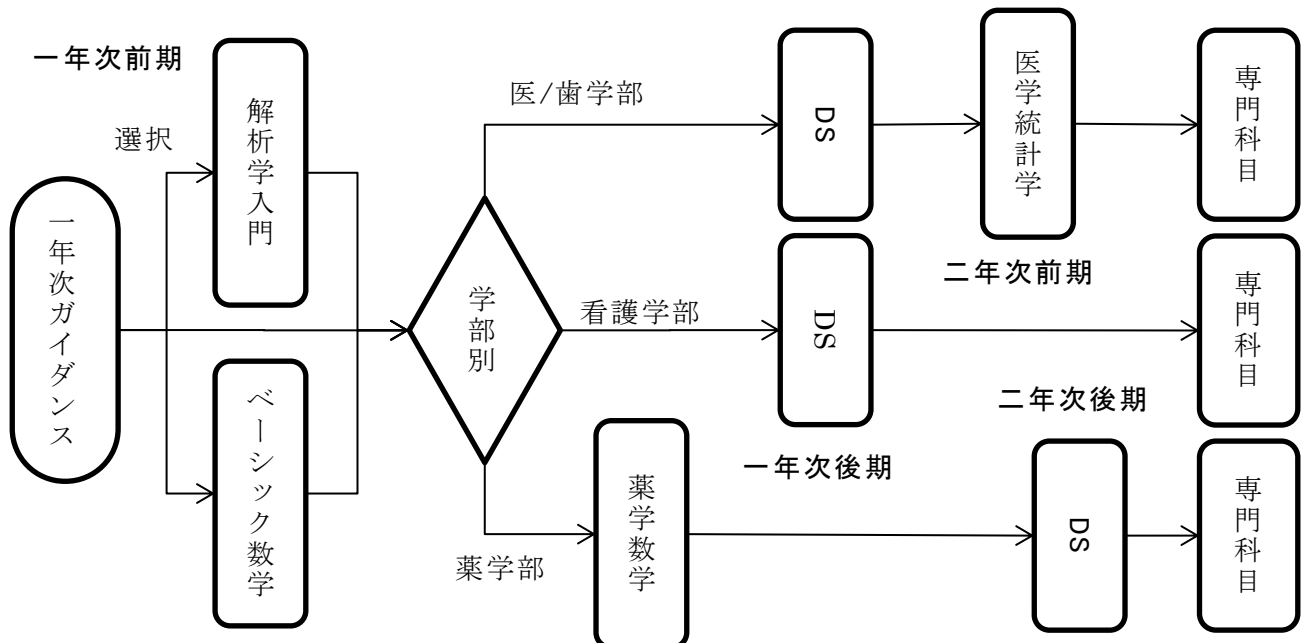 一年次前期
選択
一年次ガイダンス
解析学入門
ベーシック数学
学部別
医/歯学部
DS
医学統計学
専門科目
二年次前期
看護学部
DS
専門科目
二年次後期
一年次後期
薬学部
薬学数学
DS
専門科目